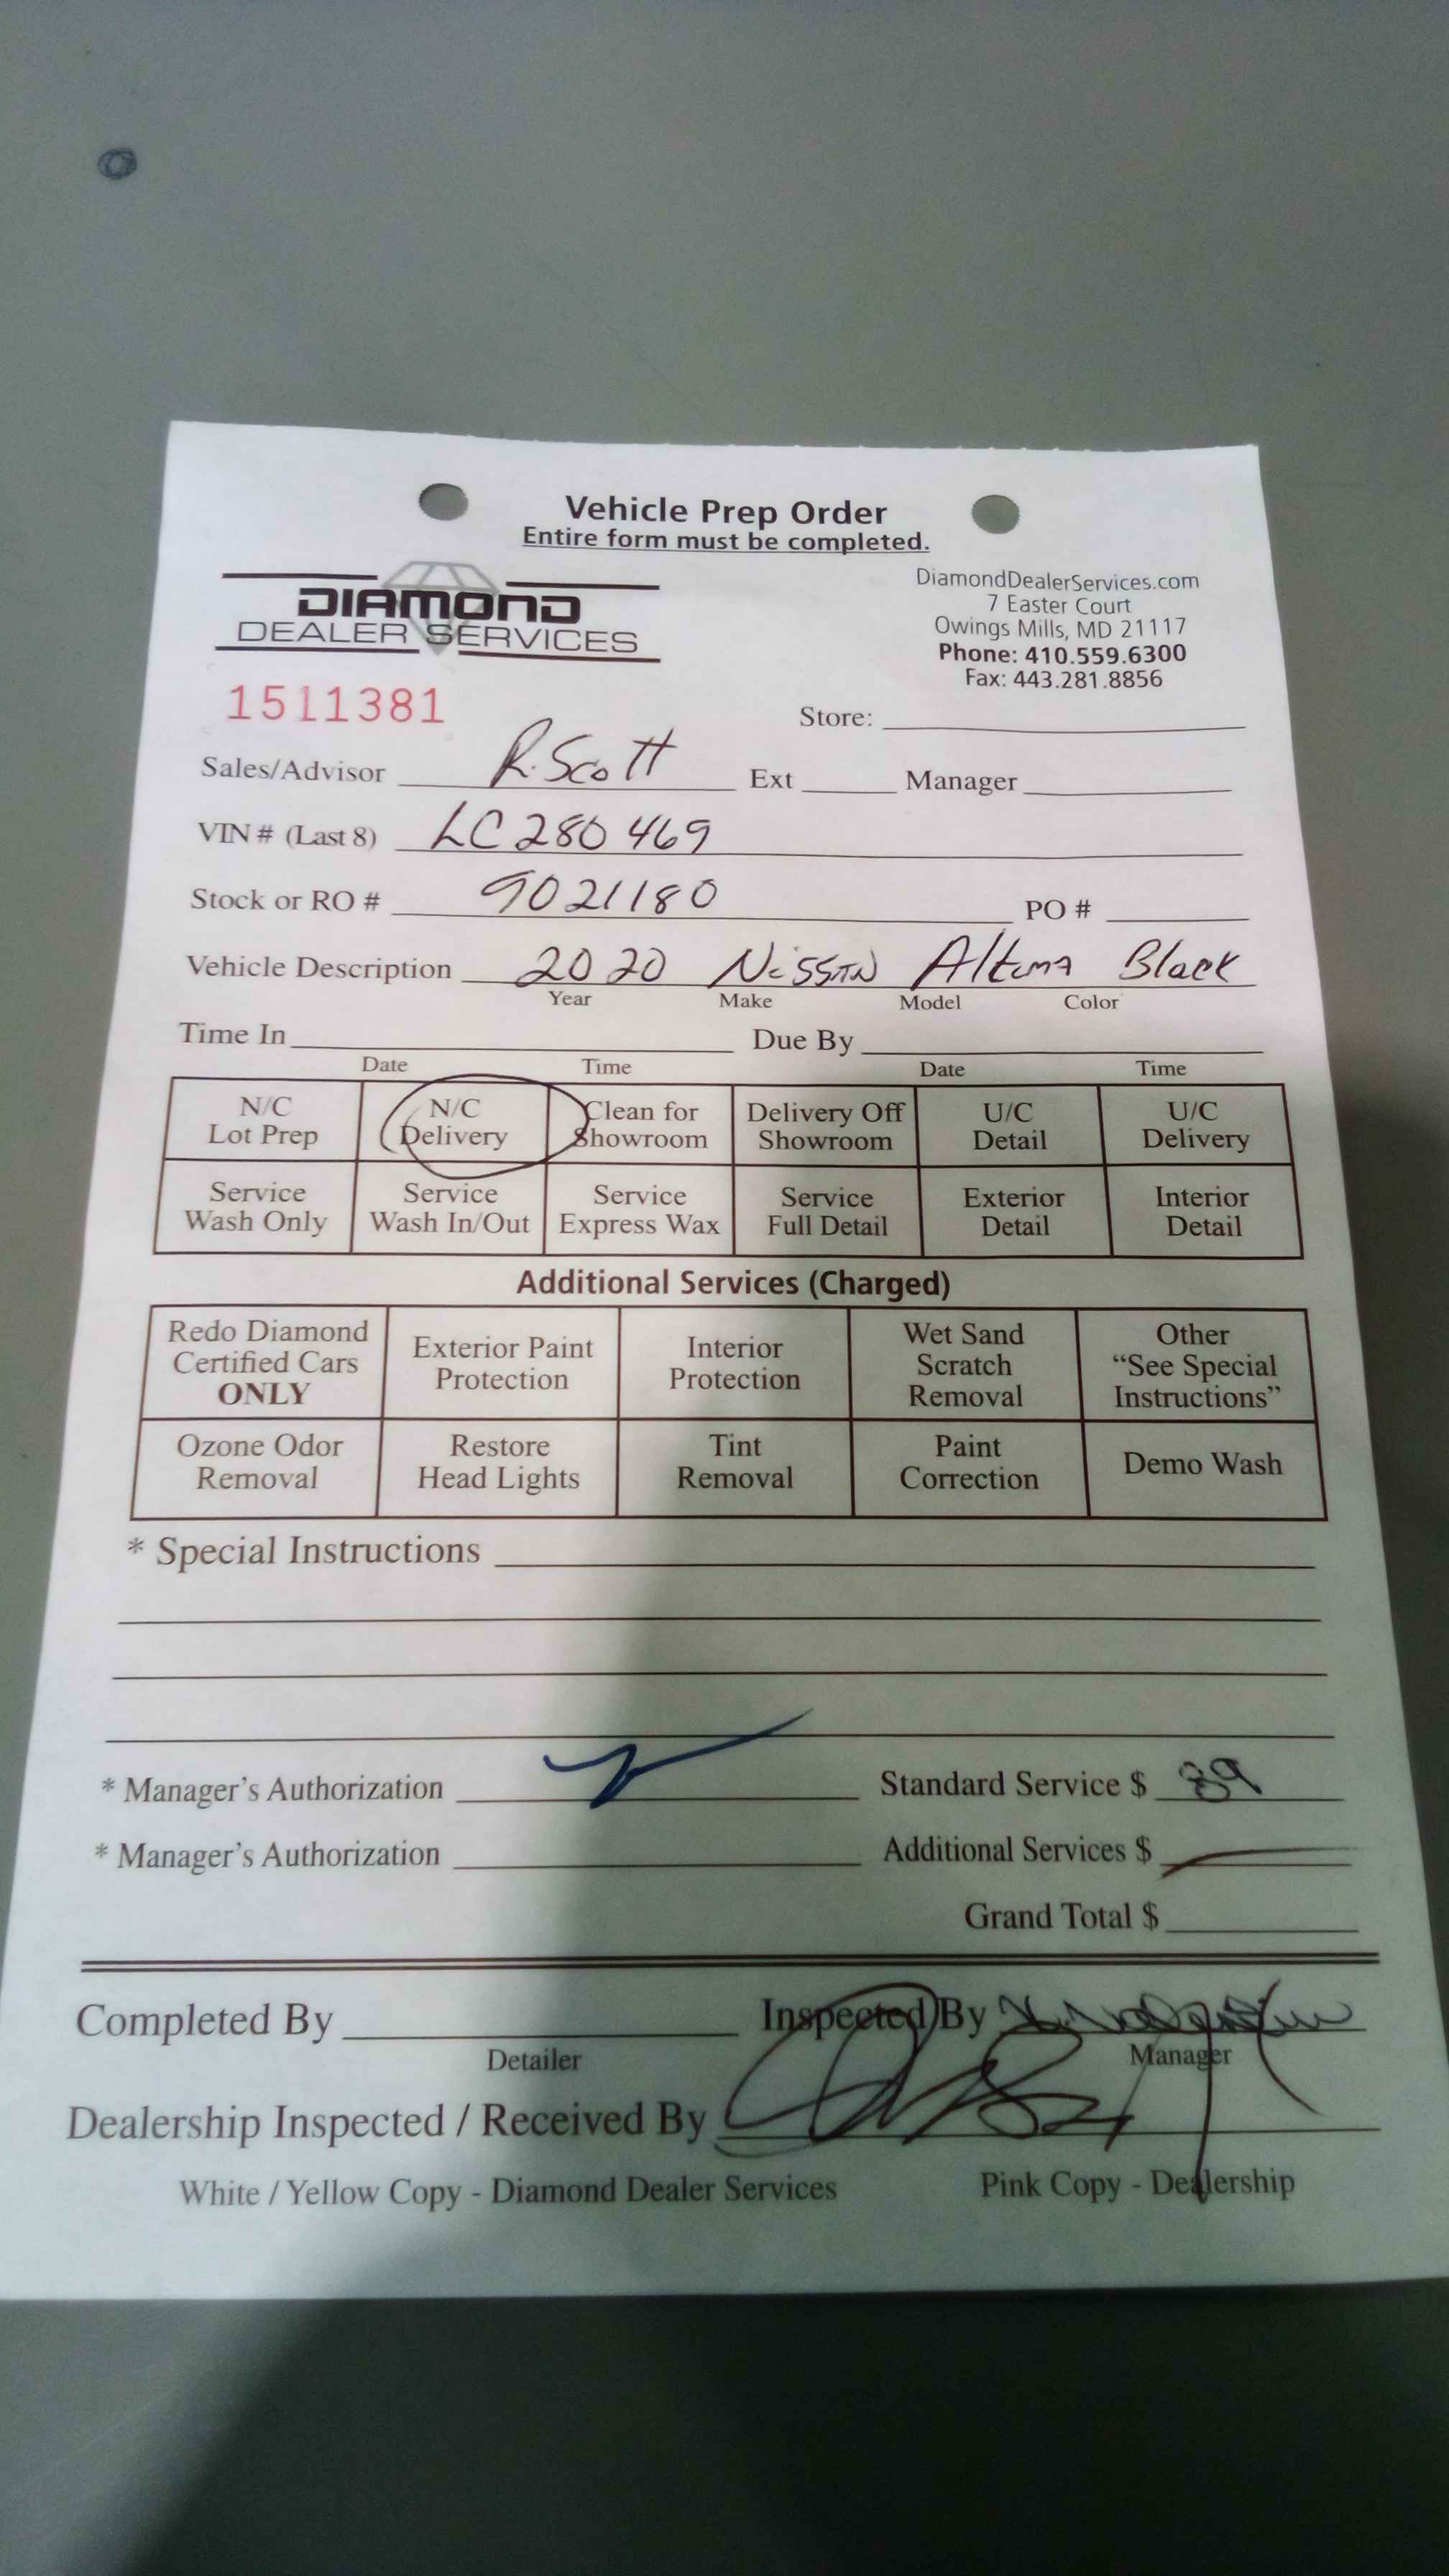 Vehicle Prep Order
Entire form must be completed.
DIAMOND
DEALER SERVICES
DiamondDealerServices.com
7 Easter Court
Owings Mills, MD 21117
Phone: 410.559.6300
Fax: 443.281.8856
1511381
Store:
Sales/Advisor R. Scott Ext Manager
VIN # (Last 8) LC280469
Stock or RO # 9021180 PO #
Vehicle Description 2020 Nissan Altima Black
Year Make Model Color
Time In Due By
Date Time Date Time
N/C Lot Prep N/C Delivery Clean for Showroom Delivery Off Showroom U/C Detail U/C Delivery
Service Wash Only Service Wash In/Out Service Express Wax Service Full Detail Exterior Detail Interior Detail
Additional Services (Charged)
Redo Diamond Certified Cars ONLY Exterior Paint Protection Interior Protection Wet Sand Scratch Removal Other "See Special Instructions"
Ozone Odor Removal Restore Head Lights Tint Removal Paint Correction Demo Wash
* Special Instructions
* Manager's Authorization Standard Service $ 89
* Manager's Authorization Additional Services $
Grand Total $
Completed By Inspected By
Detailer Manager
Dealership Inspected / Received By
White / Yellow Copy - Diamond Dealer Services Pink Copy - Dealership